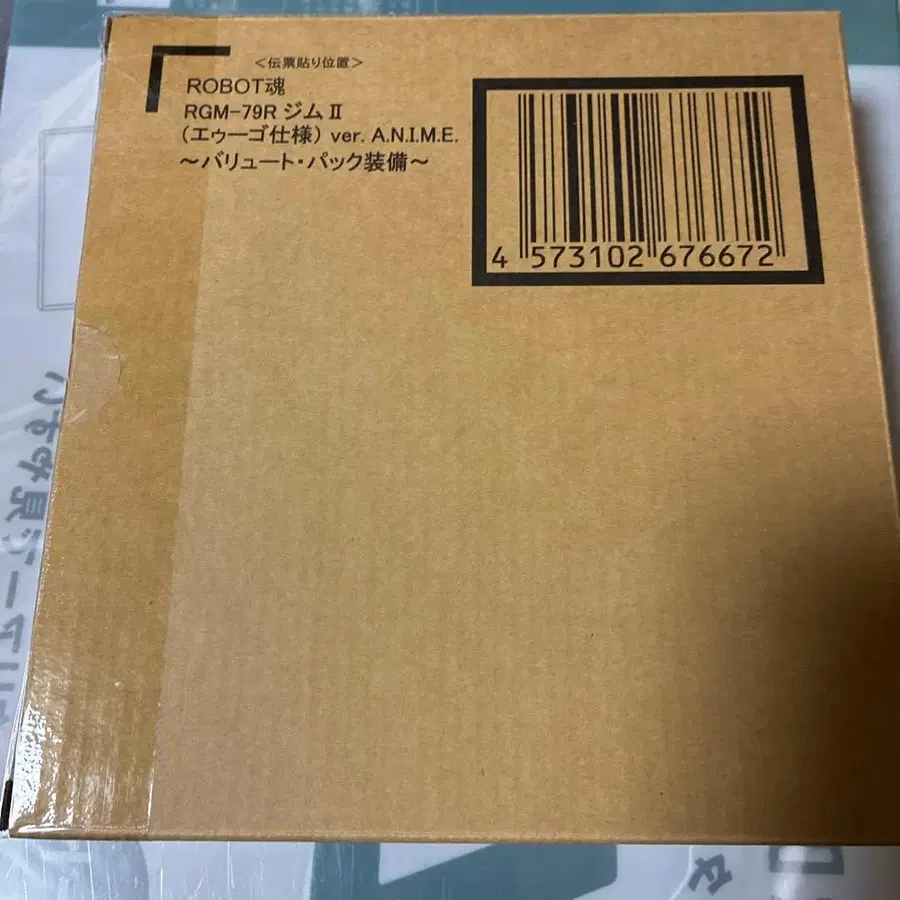 ＜伝票貼り位置＞
ROBOT魂
RGM-79R ジムⅡ
(エゥーゴ仕様) ver. A.N.I.M.E.
～バリュート・パック装備～
4 573102 676672